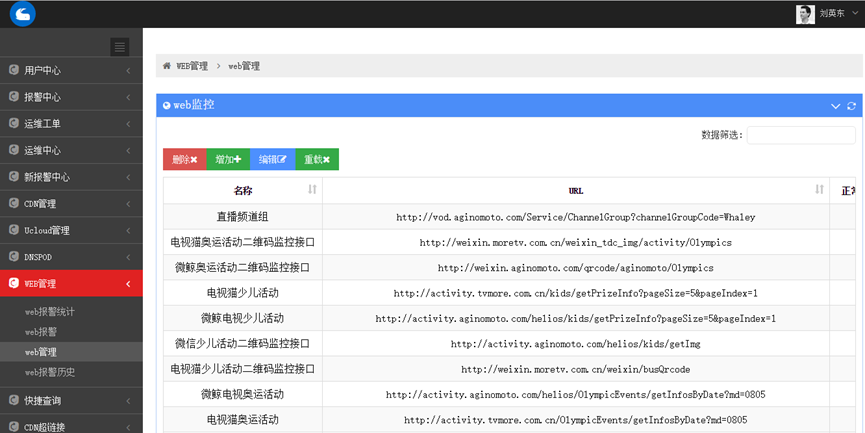 刘英东
用户中心
报警中心
运维工单
运维中心
新报警中心
CDN管理
Ucloud管理
DNSPOD
WEB管理
web报警统计
web报警
web管理
web报警历史
快捷查询
CDN超链接
WEB管理 > web管理
web监控
数据筛选:
删除 增加 编辑 重载
名称 URL 正常
直播频道组 http://vod.aginomoto.com/Service/ChannelGroup?channelGroupCode=Whaley
电视猫奥运活动二维码监控接口 http://weixin.moretv.com.cn/weixin_tdc_img/activity/Olympics
微鲸奥运活动二维码监控接口 http://weixin.aginomoto.com/qrcode/aginomoto/Olympics
电视猫少儿活动 http://activity.tvmore.com.cn/kids/getPrizeInfo?pageSize=5&pageIndex=1
微鲸电视少儿活动 http://activity.aginomoto.com/helios/kids/getPrizeInfo?pageSize=5&pageIndex=1
微信少儿活动二维码监控接口 http://activity.aginomoto.com/helios/kids/getImg
电视猫少儿活动二维码监控接口 http://weixin.moretv.com.cn/weixin/busQrcode
微鲸电视奥运活动 http://activity.aginomoto.com/helios/OlympicEvents/getInfosByDate?md=0805
电视猫奥运活动 http://activity.tvmore.com.cn/OlympicEvents/getInfosByDate?md=0805